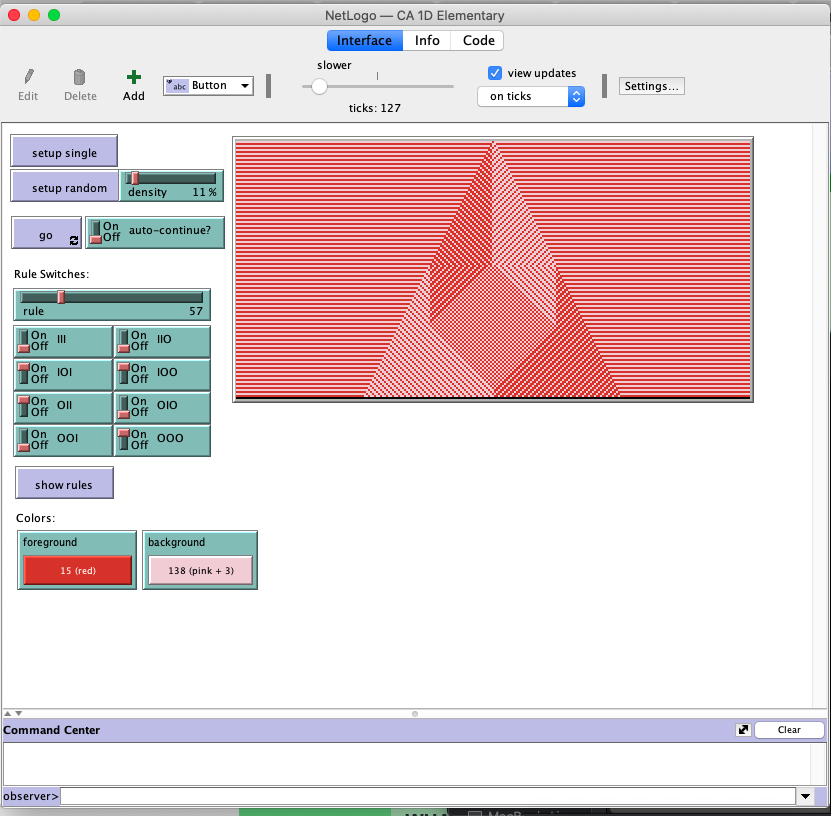 NetLogo — CA 1D Elementary
Interface Info Code
slower
Edit Delete Add abc Button view updates on ticks Settings...
ticks: 127
setup single
setup random density 11 %
go On Off auto-continue?
Rule Switches:
rule 57
On Off III On Off IIO
On Off IOI On Off IOO
On Off OII On Off OIO
On Off OOI On Off OOO
show rules
Colors:
foreground background
15 (red) 138 (pink + 3)
Command Center Clear
observer>